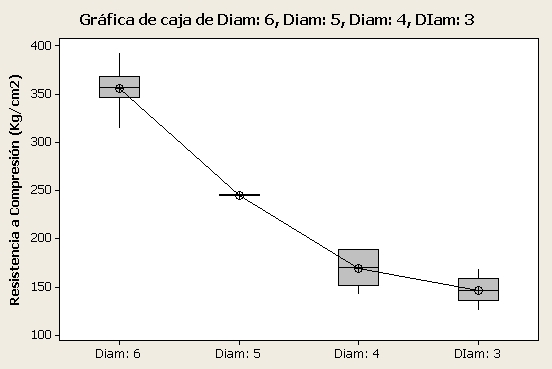 Gráfica de caja de Diam: 6, Diam: 5, Diam: 4, DIam: 3
Resistencia a Compresión (Kg/cm2)
400
350
300
250
200
150
100
Diam: 6
Diam: 5
Diam: 4
DIam: 3